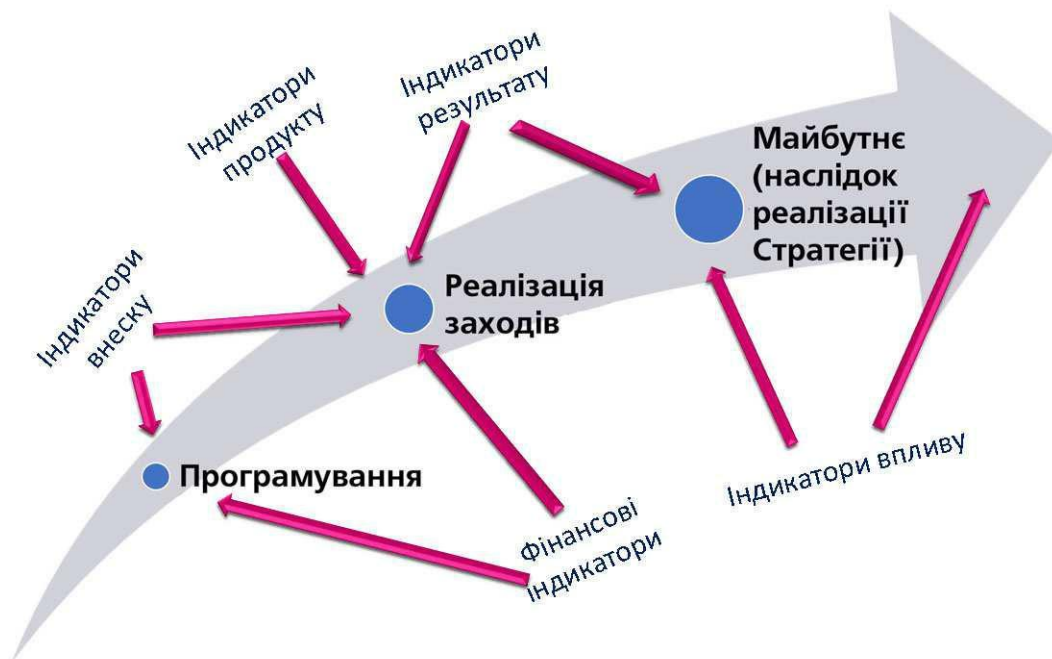 Індикатори
продукту
Індикатори
результату
Майбутнє
(наслідок
реалізації
Стратегії)
Індикатори
внеску
Реалізація
заходів
Програмування
Фінансові
індикатори
Індикатори впливу